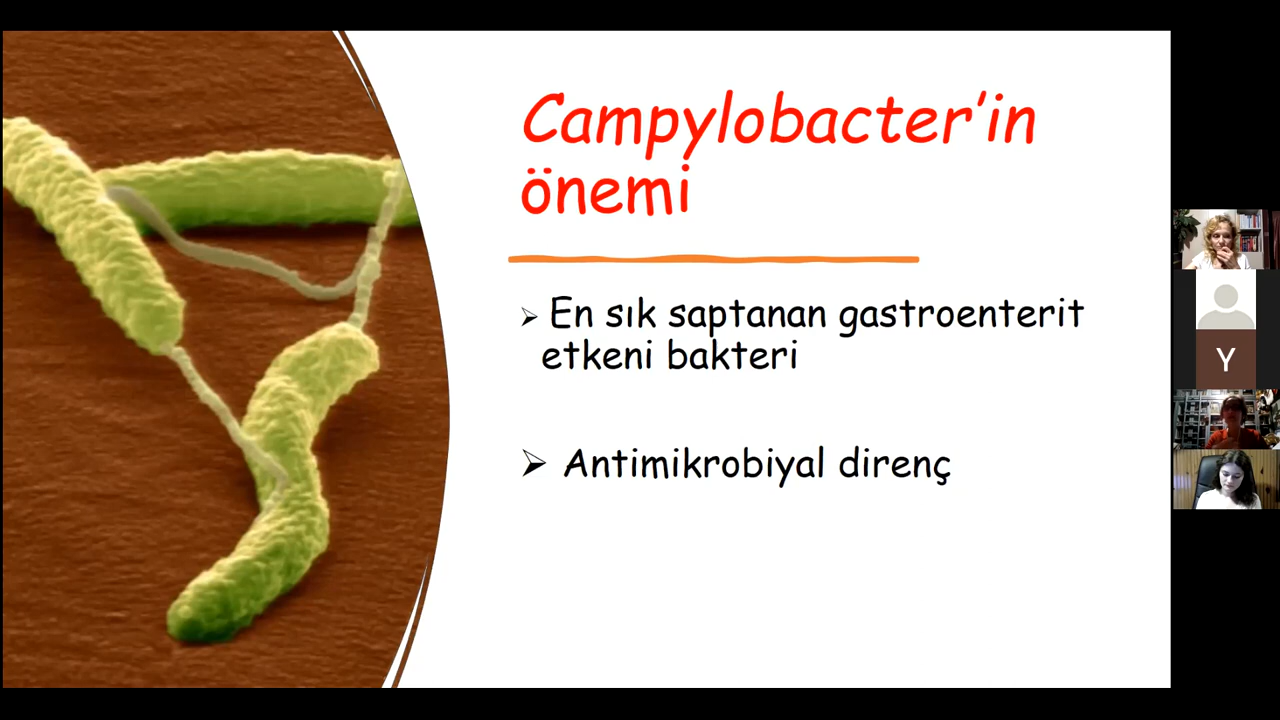 Campylobacter’in
önemi
➢ En sık saptanan gastroenterit
etkeni bakteri
➢ Antimikrobiyal direnç
Y